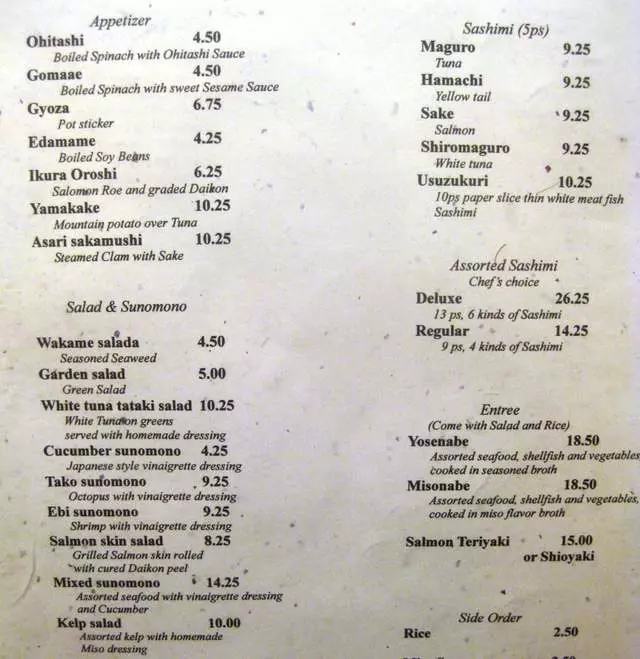 Appetizer
Ohitashi 4.50
Boiled Spinach with Ohitashi Sauce
Gomaae 4.50
Boiled Spinach with sweet Sesame Sauce
Gyoza 6.75
Pot sticker
Edamame 4.25
Boiled Soy Beans
Ikura Oroshi 6.25
Salomon Roe and graded Daikon
Yamakake 10.25
Mountain potato over Tuna
Asari sakamushi 10.25
Steamed Clam with Sake
Salad & Sunomono
Wakame salada 4.50
Seasoned Seaweed
Garden salad 5.00
Green Salad
White tuna tataki salad 10.25
White Tuna on greens
served with homemade dressing
Cucumber sunomono 4.25
Japanese style vinaigrette dressing
Tako sunomono 9.25
Octopus with vinaigrette dressing
Ebi sunomono 9.25
Shrimp with vinaigrette dressing
Salmon skin salad 8.25
Grilled Salmon skin rolled
with cured Daikon peel
Mixed sunomono 14.25
Assorted seafood with vinaigrette dressing
and Cucumber
Kelp salad 10.00
Assorted kelp with homemade
Miso dressing
Sashimi (5ps)
Maguro 9.25
Tuna
Hamachi 9.25
Yellow tail
Sake 9.25
Salmon
Shiromaguro 9.25
White tuna
Usuzukuri 10.25
10ps paper slice thin white meat fish
Sashimi
Assorted Sashimi
Chef's choice
Deluxe 26.25
13 ps, 6 kinds of Sashimi
Regular 14.25
9 ps, 4 kinds of Sashimi
Entree
(Come with Salad and Rice)
Yosenabe 18.50
Assorted seafood, shellfish and vegetables
cooked in seasoned broth
Misonabe 18.50
Assorted seafood, shellfish and vegetables,
cooked in miso flavor broth
Salmon Teriyaki 15.00
or Shioyaki
Side Order
Rice 2.50